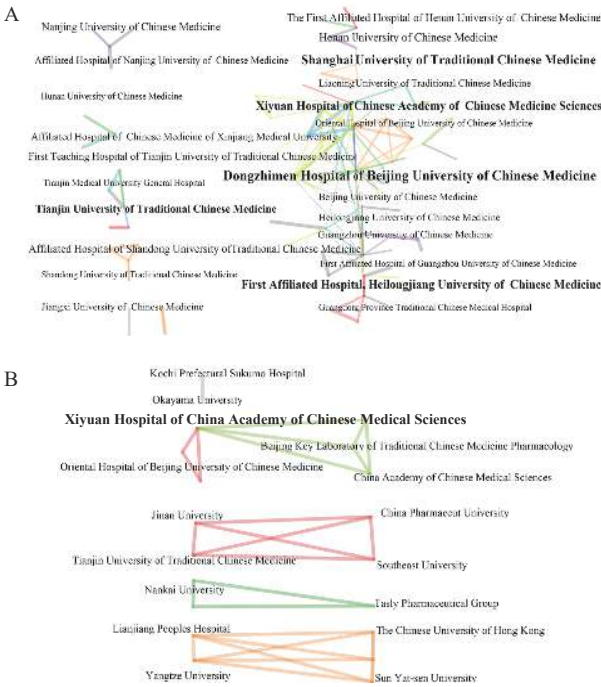 A
Nanjing University of Chinese Medicine
Affiliated Hospital of Nanjing University of Chinese Medicine
Hunan University of Chinese Medicine
Affiliated Hospital of Chinese Medicine of Xinjiang Medical University
First Teaching Hospital of Tianjin University of Traditional Chinese Medicine
Tianjin Medical University General Hospital
Tianjin University of Traditional Chinese Medicine
Affiliated Hospital of Shandong University of Traditional Chinese Medicine
Shandong University of Traditional Chinese Medicine
Jiangxi University of Chinese Medicine
The First Affiliated Hospital of Henan University of Chinese Medicine
Henan University of Chinese Medicine
Shanghai University of Traditional Chinese Medicine
Liaoning University of Traditional Chinese Medicine
Xiyuan Hospital of Chinese Academy of Chinese Medicine Sciences
Oriental Hospital of Beijing University of Chinese Medicine
Dongzhimen Hospital of Beijing University of Chinese Medicine
Beijing University of Chinese Medicine
Heilongjiang University of Chinese Medicine
Guangzhou University of Chinese Medicine
First Affiliated Hospital of Guangzhou University of Chinese Medicine
First Affiliated Hospital, Heilongjiang University of Chinese Medicine
Guangdong Province Traditional Chinese Medical Hospital
B
Kochi Prefectural Sukumo Hospital
Okayama University
Xiyuan Hospital of China Academy of Chinese Medical Sciences
Beijing Key Laboratory of Traditional Chinese Medicine Pharmacology
Oriental Hospital of Beijing University of Chinese Medicine
China Academy of Chinese Medical Sciences
Jinan University
China Pharmaceut University
Tianjin University of Traditional Chinese Medicine
Southeast University
Nankai University
Tasly Pharmaceutical Group
Lianjiang Peoples Hospital
The Chinese University of Hong Kong
Yangtze University
Sun Yat-sen University